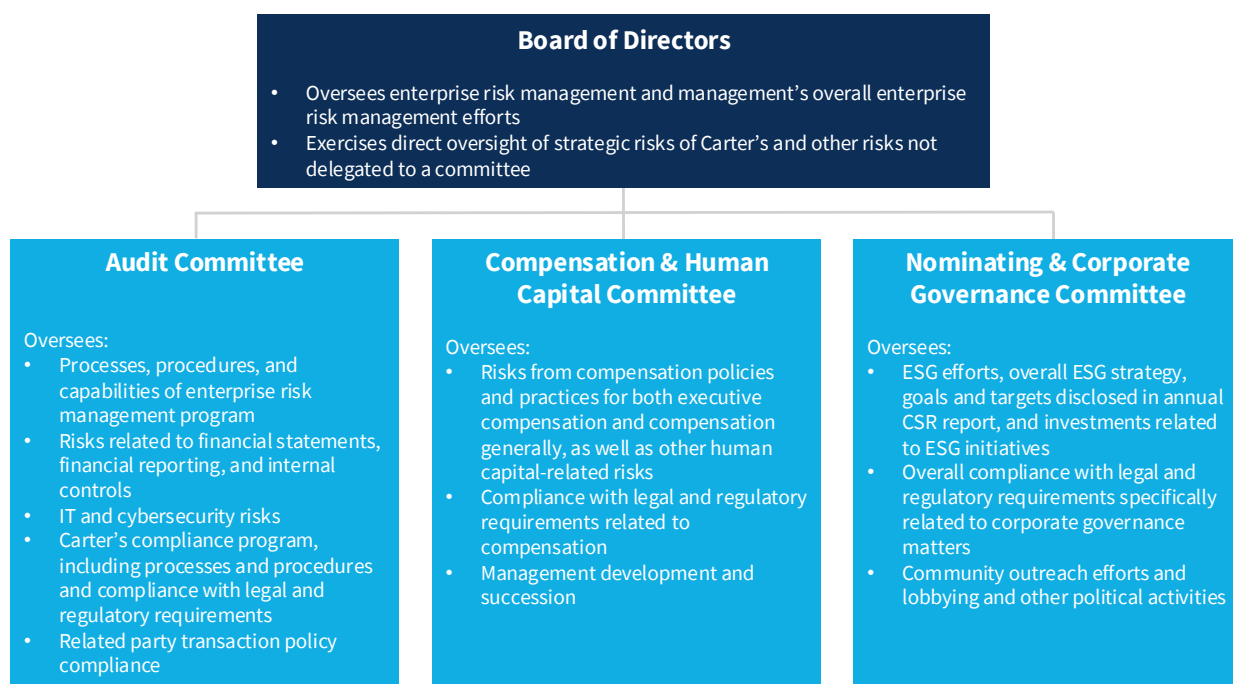 Board of Directors
• Oversees enterprise risk management and management’s overall enterprise
risk management efforts
• Exercises direct oversight of strategic risks of Carter’s and other risks not
delegated to a committee
Audit Committee
Oversees:
• Processes, procedures, and
capabilities of enterprise risk
management program
• Risks related to financial statements,
financial reporting, and internal
controls
• IT and cybersecurity risks
• Carter’s compliance program,
including processes and procedures
and compliance with legal and
regulatory requirements
• Related party transaction policy
compliance
Compensation & Human
Capital Committee
Oversees:
• Risks from compensation policies
and practices for both executive
compensation and compensation
generally, as well as other human
capital-related risks
• Compliance with legal and regulatory
requirements related to
compensation
• Management development and
succession
Nominating & Corporate
Governance Committee
Oversees:
• ESG efforts, overall ESG strategy,
goals and targets disclosed in annual
CSR report, and investments related
to ESG initiatives
• Overall compliance with legal and
regulatory requirements specifically
related to corporate governance
matters
• Community outreach efforts and
lobbying and other political activities